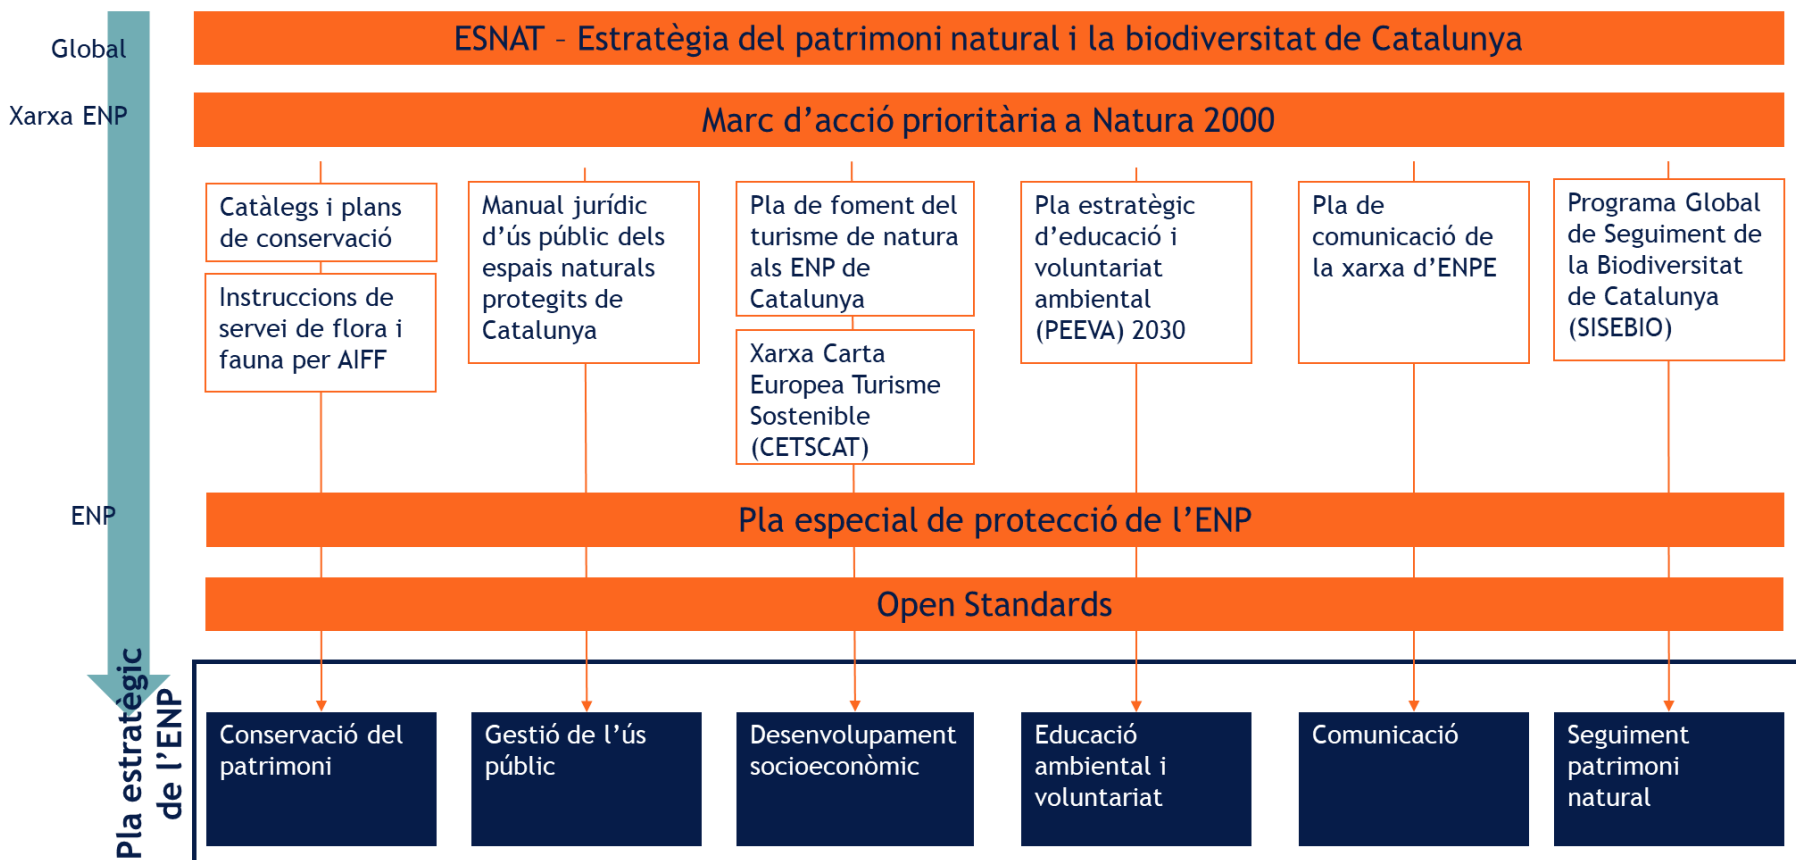 Global
ESNAT – Estratègia del patrimoni natural i la biodiversitat de Catalunya
Xarxa ENP
Marc d’acció prioritària a Natura 2000
Catàlegs i plans
de conservació
Instruccions de
servei de flora i
fauna per AIFF
Manual jurídic
d’ús públic dels
espais naturals
protegits de
Catalunya
Pla de foment del
turisme de natura
als ENP de
Catalunya
Xarxa Carta
Europea Turisme
Sostenible
(CETSCAT)
Pla estratègic
d’educació i
voluntariat
ambiental
(PEEVA) 2030
Pla de
comunicació de
la xarxa d’ENPE
Programa Global
de Seguiment de
la Biodiversitat
de Catalunya
(SISEBIO)
ENP
Pla especial de protecció de l’ENP
Open Standards
Pla estratègic
de l’ENP
Conservació del
patrimoni
Gestió de l’ús
públic
Desenvolupament
socioeconòmic
Educació
ambiental i
voluntariat
Comunicació
Seguiment
patrimoni
natural